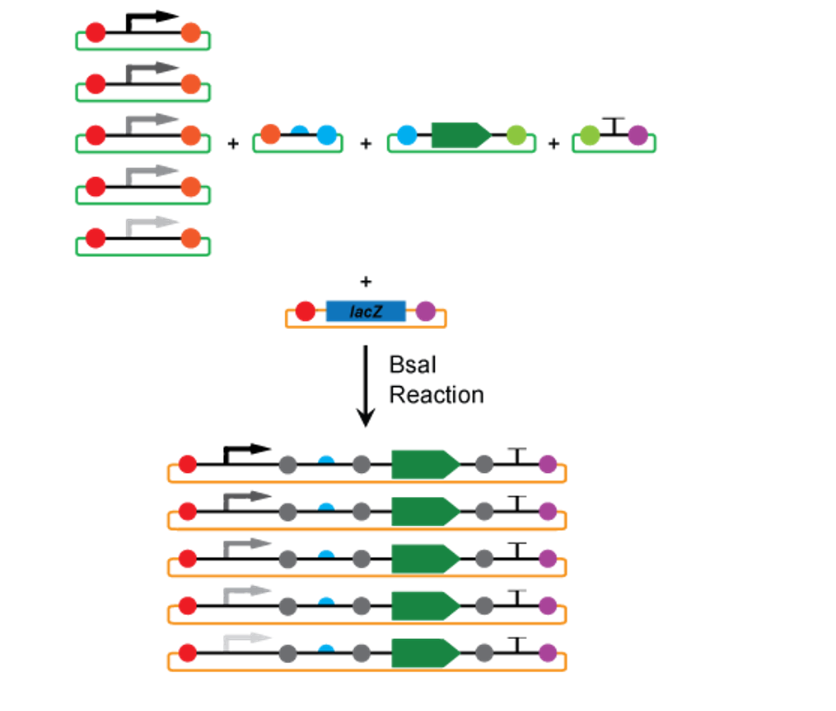 + + +
+
lacZ
BsaI
Reaction